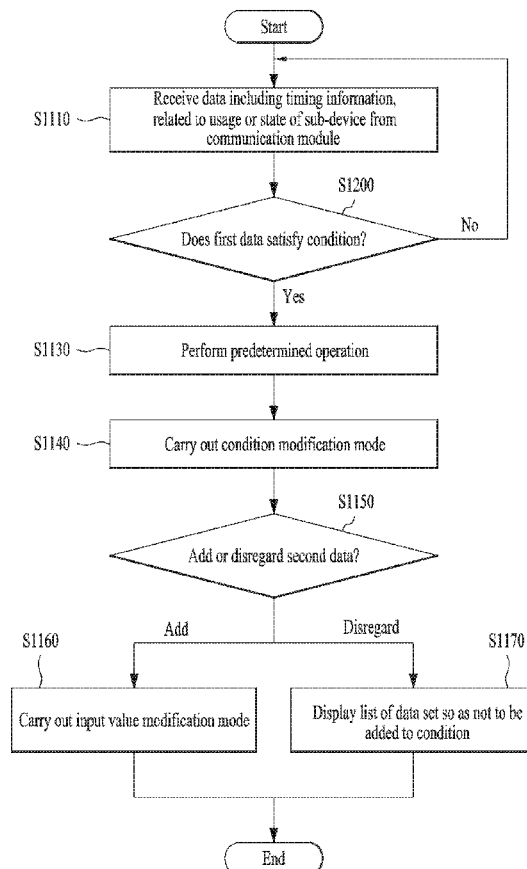 Start
S1110
Receive data including timing information,
related to usage or state of sub-device from
communication module
S1200
Does first data satisfy condition?
No
Yes
S1130
Perform predetermined operation
S1140
Carry out condition modification mode
S1150
Add or disregard second data?
Add
Disregard
S1160
Carry out input value modification mode
S1170
Display list of data set so as not to be
added to condition
End